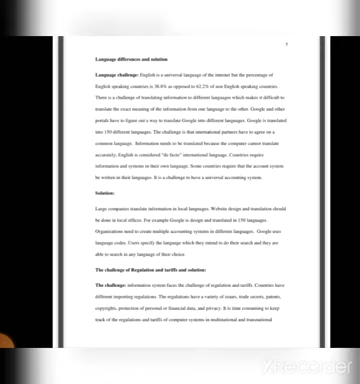 5
Language differences and solution
Language challenge: English is a universal language of the internet but the percentage of
English speaking countries is 36.8% as opposed to 62.2% of non English speaking countries.
There is a challenge of translating information to different languages which makes it difficult to
translate the exact meaning of the information from one language to the other. Google and other
portals have to figure out a way to translate Google into different languages. Google is translated
into 150 different languages. The challenge is that international partners have to agree on a
common language. Information needs to be translated because the computer cannot translate
accurately. English is considered "de facto" international language. Countries require
information and systems in their own language. Some countries require that the account system
be written in their languages. It is a challenge to have a universal accounting system.
Solution:
Large companies translate information in local languages. Website design and translation should
be done in local offices. For example Google is design and translated in 150 languages.
Organizations need to create multiple accounting systems in different languages. Google uses
language codes. Users specify the language which they intend to do their search and they are
able to search in any language of their choice.
The challenge of Regulation and tariffs and solution:
The challenge: information system faces the challenge of regulation and tariffs. Countries have
different importing regulations. The regulations have a variety of issues, trade secrets, patents,
copyrights, protection of personal or financial data, and privacy. It is time consuming to keep
track of the regulations and tariffs of computer systems in multinational and transnational
XRecorder